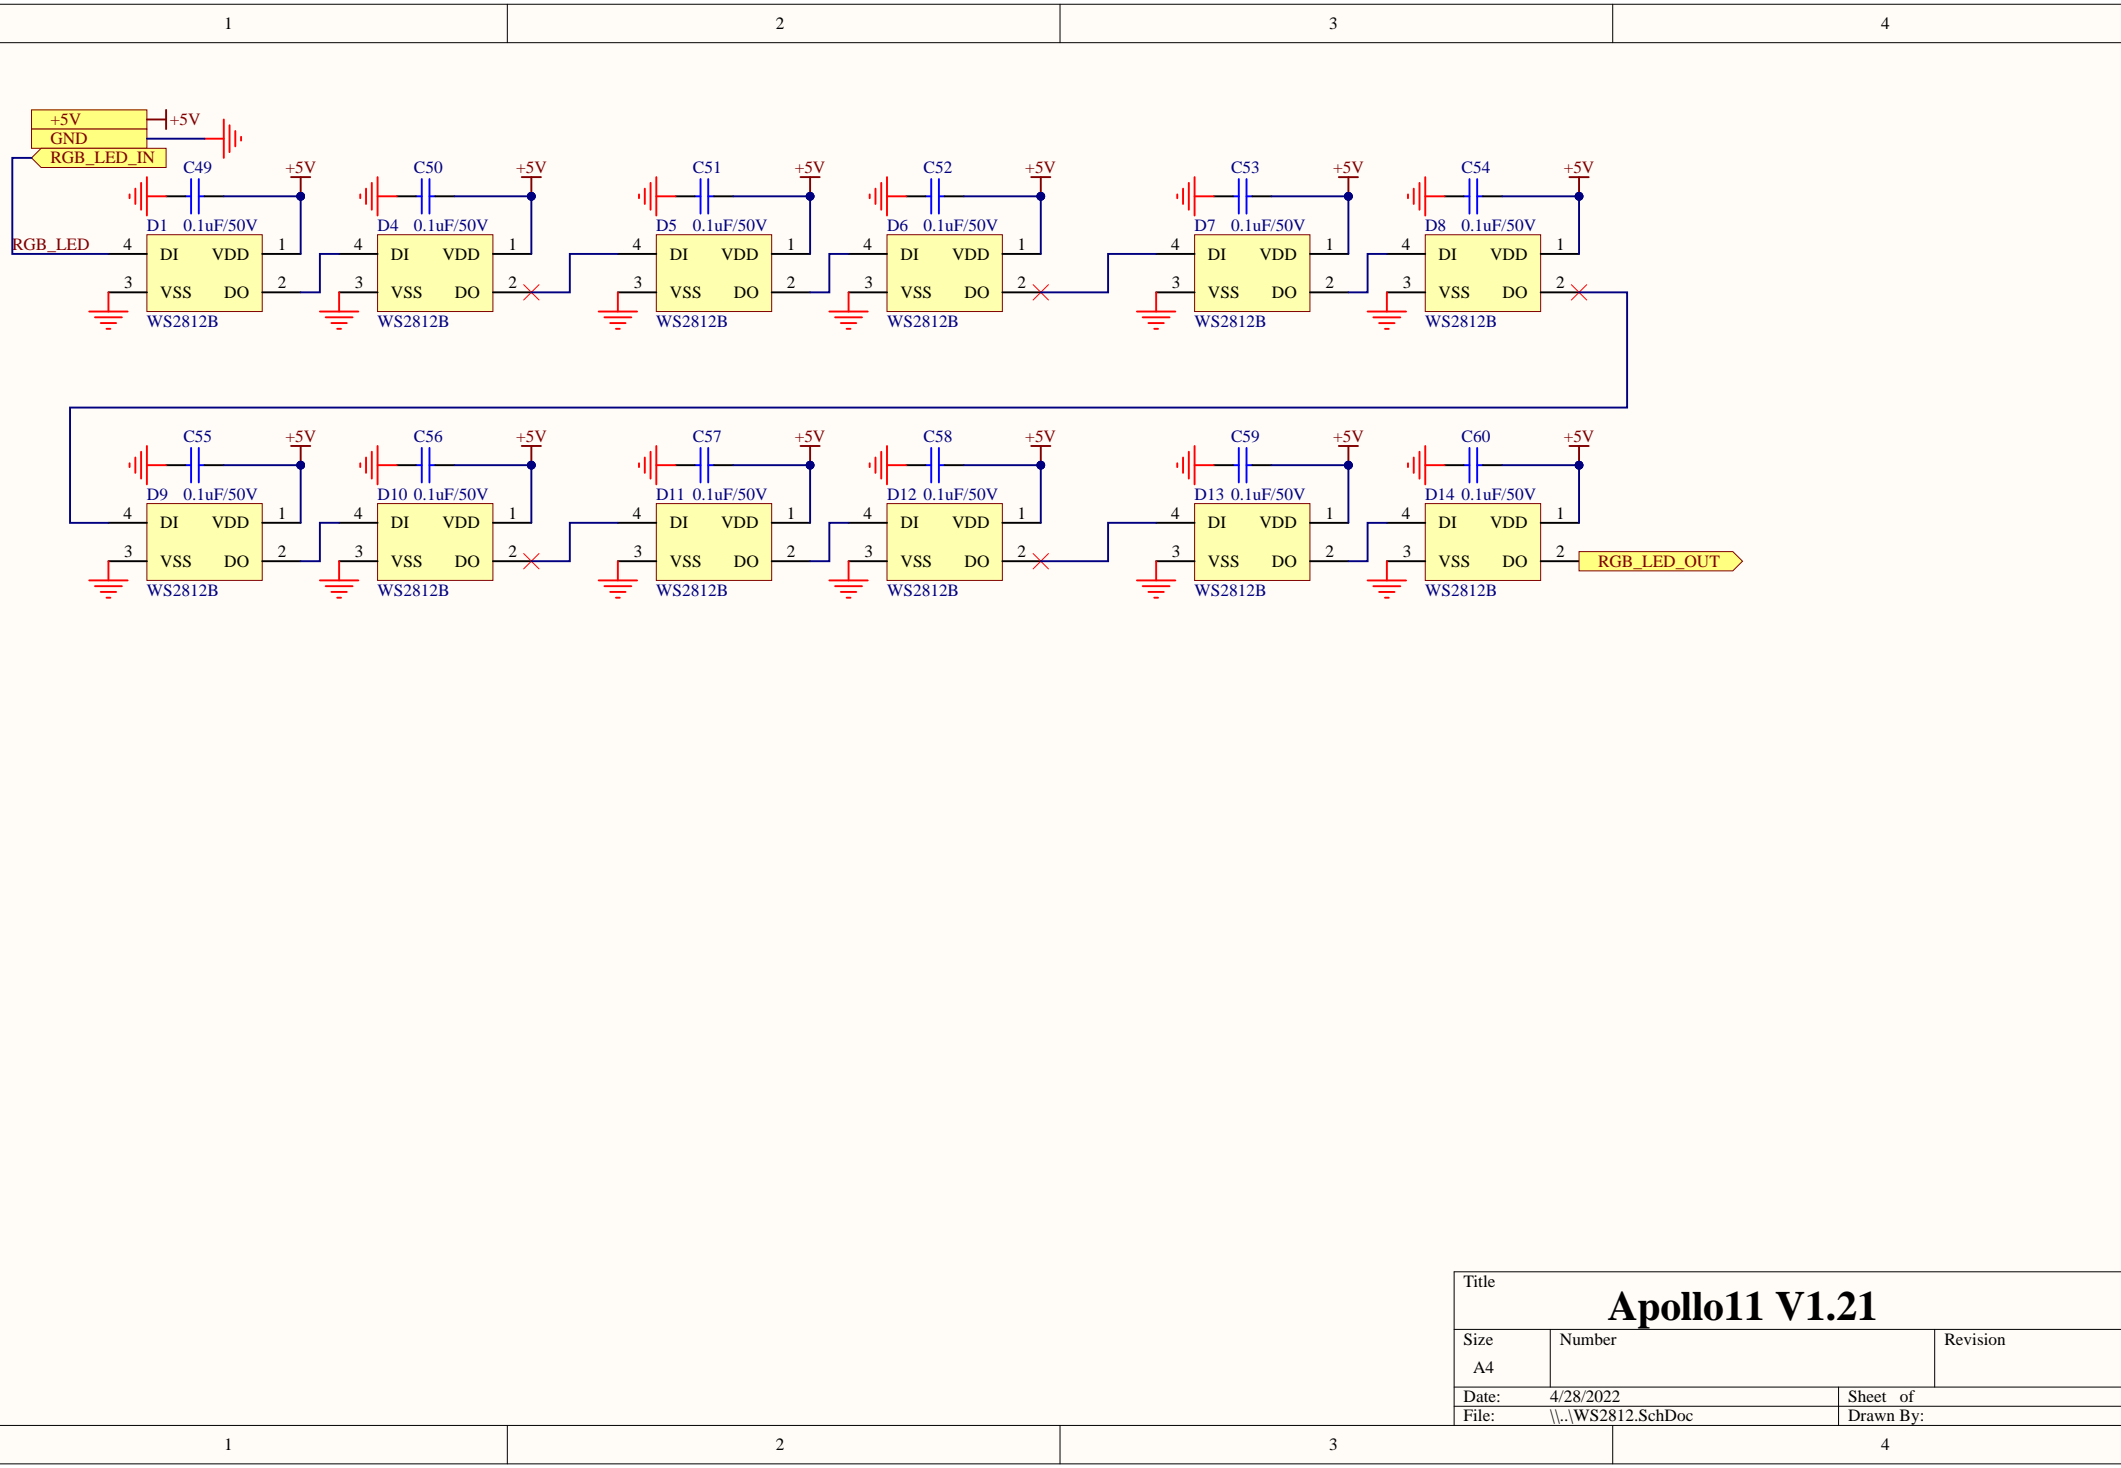 1 2 3 4
+5V +5V
GND
RGB_LED_IN
C49 +5V C50 +5V C51 +5V C52 +5V C53 +5V C54 +5V
D1 0.1uF/50V D4 0.1uF/50V D5 0.1uF/50V D6 0.1uF/50V D7 0.1uF/50V D8 0.1uF/50V
RGB_LED 4 DI VDD 1 4 DI VDD 1 4 DI VDD 1 4 DI VDD 1 4 DI VDD 1 4 DI VDD 1
3 VSS DO 2 3 VSS DO 2 3 VSS DO 2 3 VSS DO 2 3 VSS DO 2 3 VSS DO 2
WS2812B WS2812B WS2812B WS2812B WS2812B WS2812B
C55 +5V C56 +5V C57 +5V C58 +5V C59 +5V C60 +5V
D9 0.1uF/50V D10 0.1uF/50V D11 0.1uF/50V D12 0.1uF/50V D13 0.1uF/50V D14 0.1uF/50V
4 DI VDD 1 4 DI VDD 1 4 DI VDD 1 4 DI VDD 1 4 DI VDD 1 4 DI VDD 1
3 VSS DO 2 3 VSS DO 2 3 VSS DO 2 3 VSS DO 2 3 VSS DO 2 3 VSS DO 2 RGB_LED_OUT
WS2812B WS2812B WS2812B WS2812B WS2812B WS2812B
Title
Apollo11 V1.21
Size Number Revision
A4
Date: 4/28/2022 Sheet of
File: \\..\WS2812.SchDoc Drawn By:
1 2 3 4